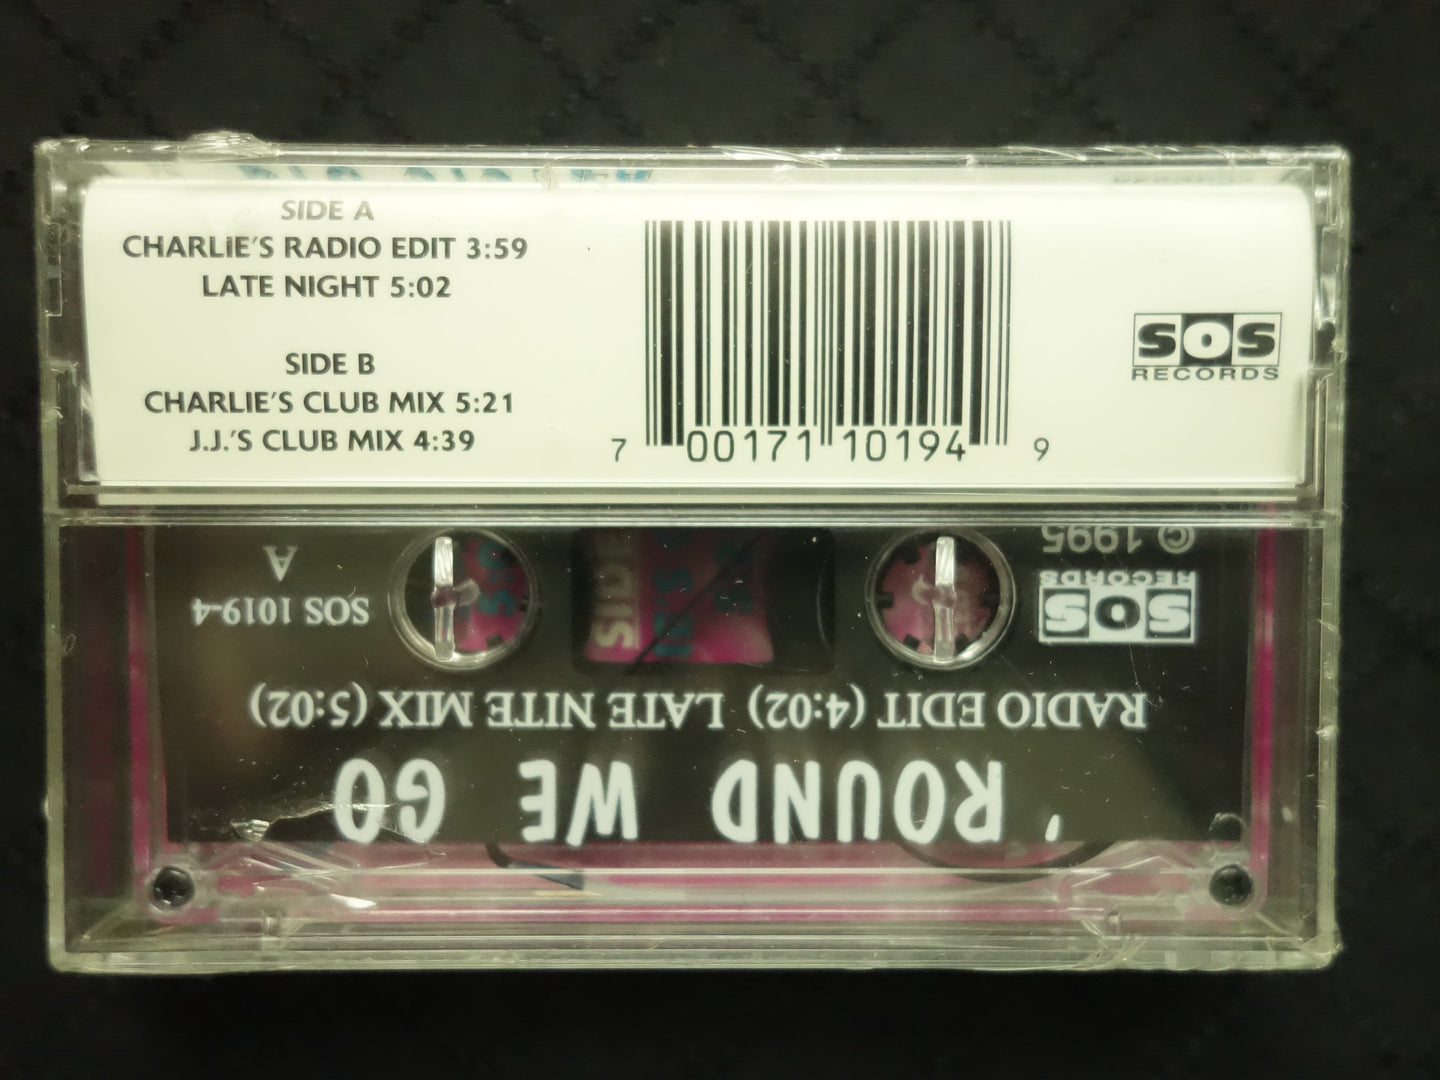 SIDE A
CHARLIE'S RADIO EDIT 3:59
LATE NIGHT 5:02
SIDE B
CHARLIE'S CLUB MIX 5:21
J.J.'S CLUB MIX 4:39
7 00171 10194 9
SOS
RECORDS
'ROUND WE GO
RADIO EDIT (4:02) LATE NITE MIX (5:02)
SOS
RECORDS
© 1995
SOS 1019-4
A
SIDE